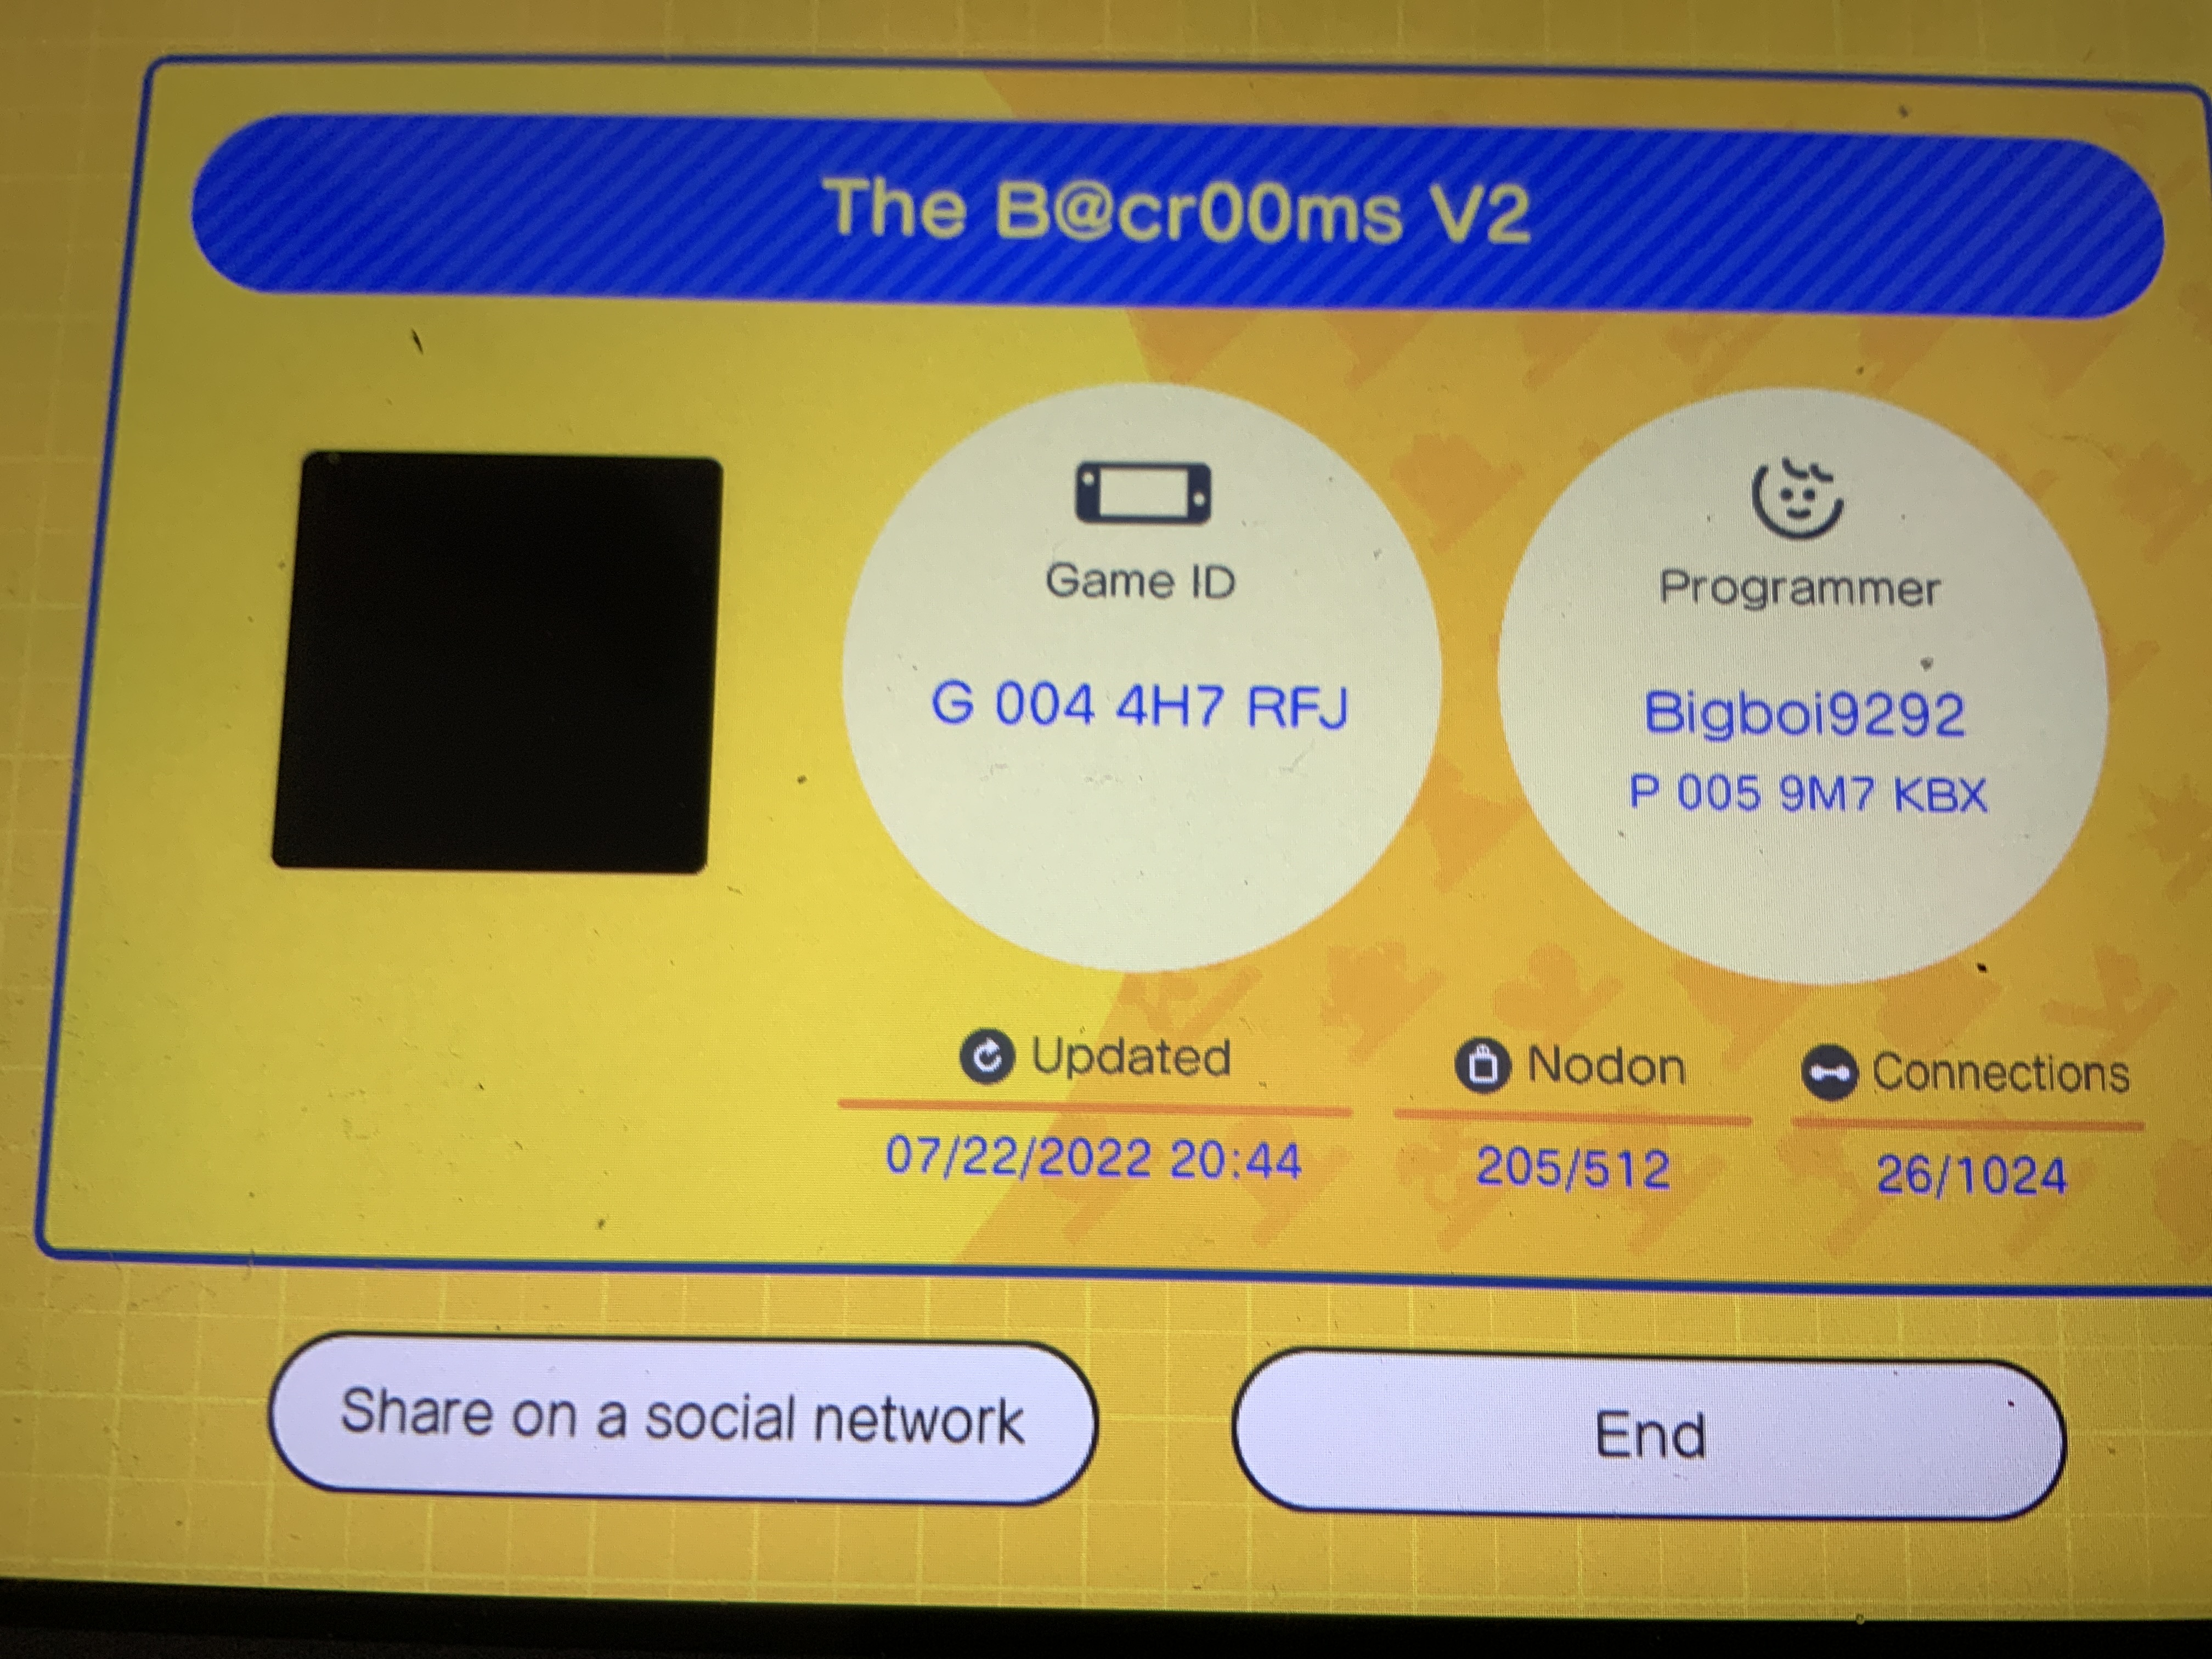 The B@cr00ms V2
Game ID
G 004 4H7 RFJ
Programmer
Bigboi9292
P 005 9M7 KBX
Updated
07/22/2022 20:44
Nodon
205/512
Connections
26/1024
Share on a social network
End